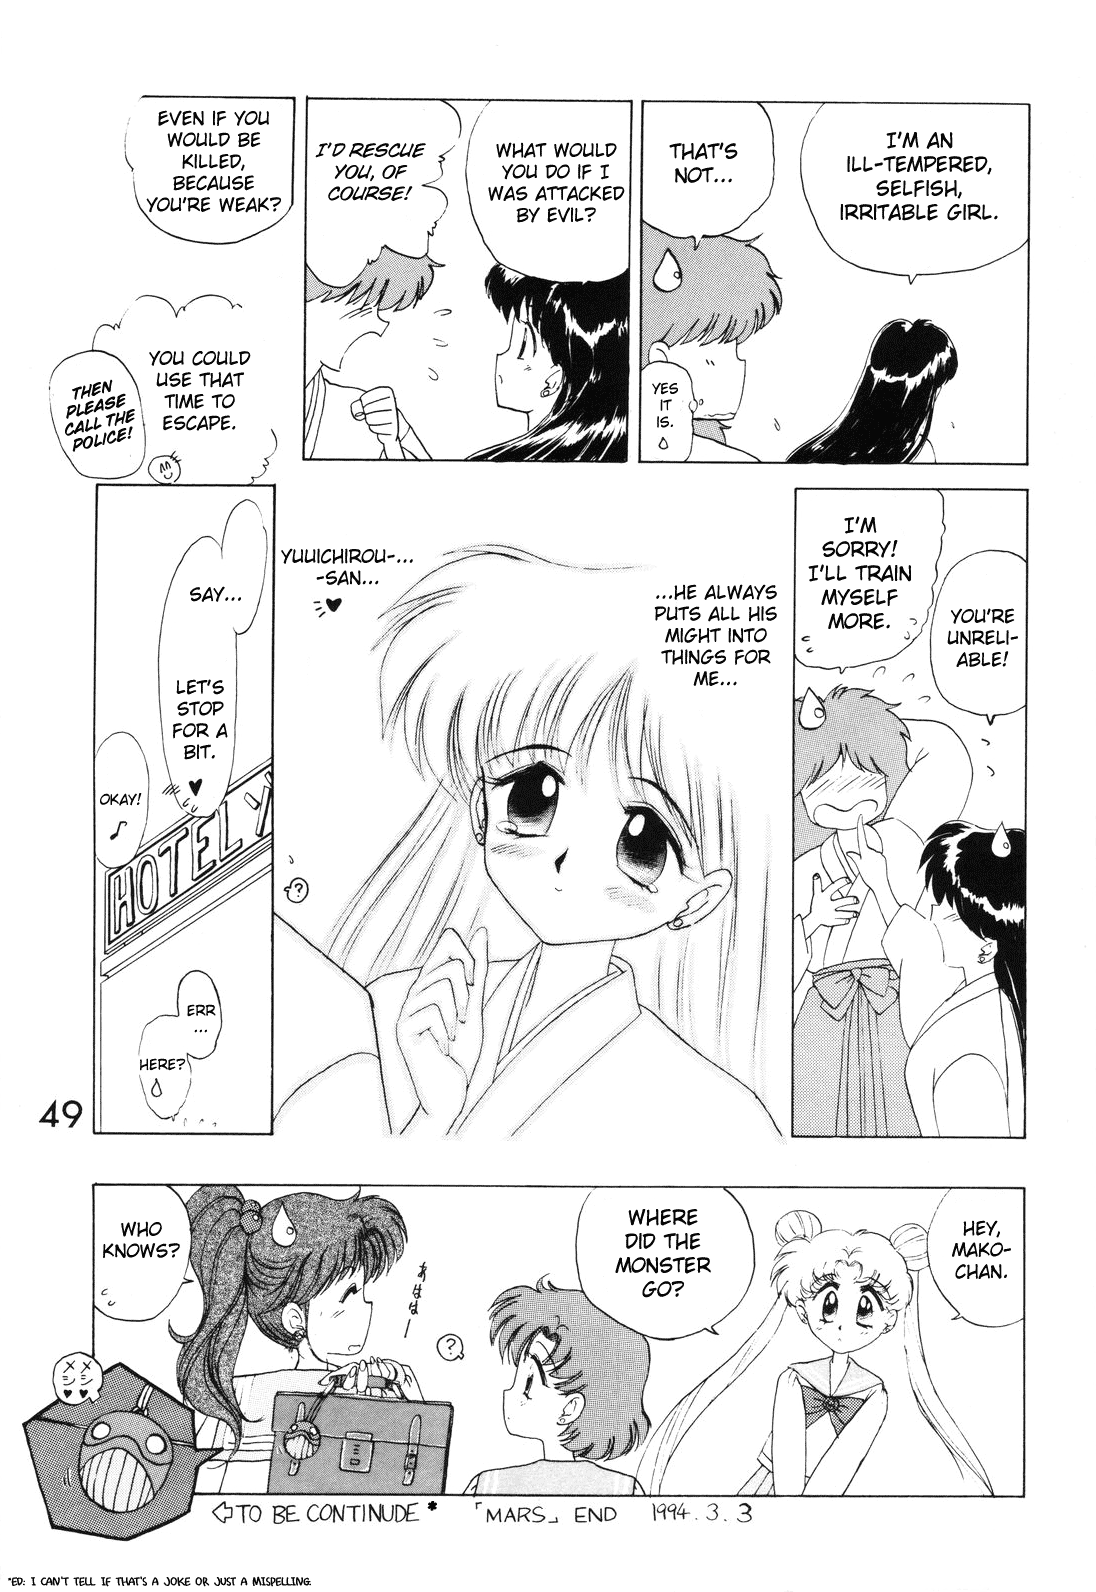 I'M AN
ILL-TEMPERED,
SELFISH,
IRRITABLE GIRL.
THAT'S
NOT...
YES
IT
IS.
WHAT WOULD
YOU DO IF I
WAS ATTACKED
BY EVIL?
I'D RESCUE
YOU, OF
COURSE!
EVEN IF YOU
WOULD BE
KILLED,
BECAUSE
YOU'RE WEAK?
YOU COULD
USE THAT
TIME TO
ESCAPE.
THEN
PLEASE
CALL THE
POLICE!
I'M
SORRY!
I'LL TRAIN
MYSELF
MORE.
YOU'RE
UNRELI-
ABLE!
...HE ALWAYS
PUTS ALL HIS
MIGHT INTO
THINGS FOR
ME...
YUUICHIROU-...
-SAN...
?
SAY...
LET'S
STOP
FOR A
BIT.
OKAY!
HOTEL
ERR
...
HERE?
49
HEY,
MAKO-
CHAN.
WHERE
DID THE
MONSTER
GO?
?
あははー
WHO
KNOWS?
⇦TO BE CONTINUDE *
「MARS」 END 1994.3.3
*ED: I CAN'T TELL IF THAT'S A JOKE OR JUST A MISPELLING.